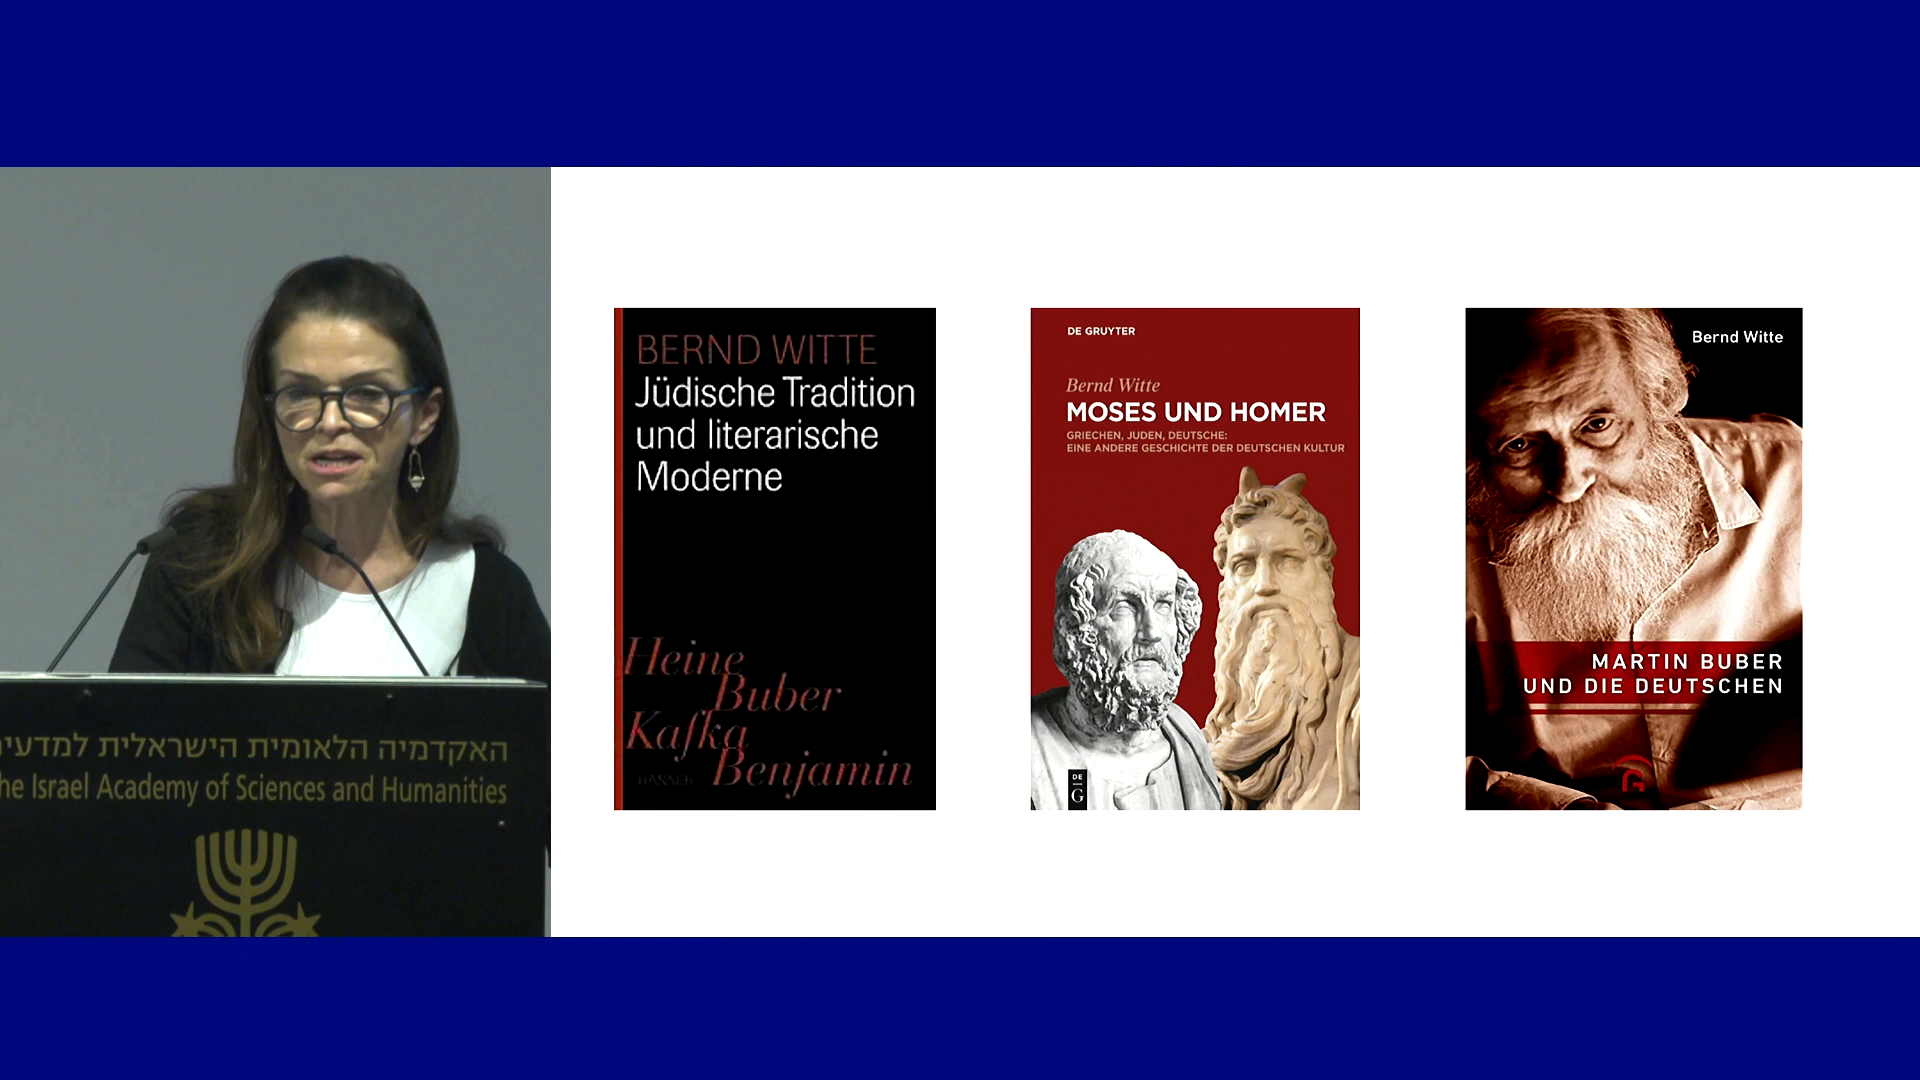 האקדמיה הלאומית הישראלית למדעי
he Israel Academy of Sciences and Humanities
BERND WITTE
Jüdische Tradition
und literarische
Moderne
Heine
Buber
Kafka
Benjamin
HANSER
DE GRUYTER
Bernd Witte
MOSES UND HOMER
GRIECHEN, JUDEN, DEUTSCHE:
EINE ANDERE GESCHICHTE DER DEUTSCHEN KULTUR
DE
G
Bernd Witte
MARTIN BUBER
UND DIE DEUTSCHEN